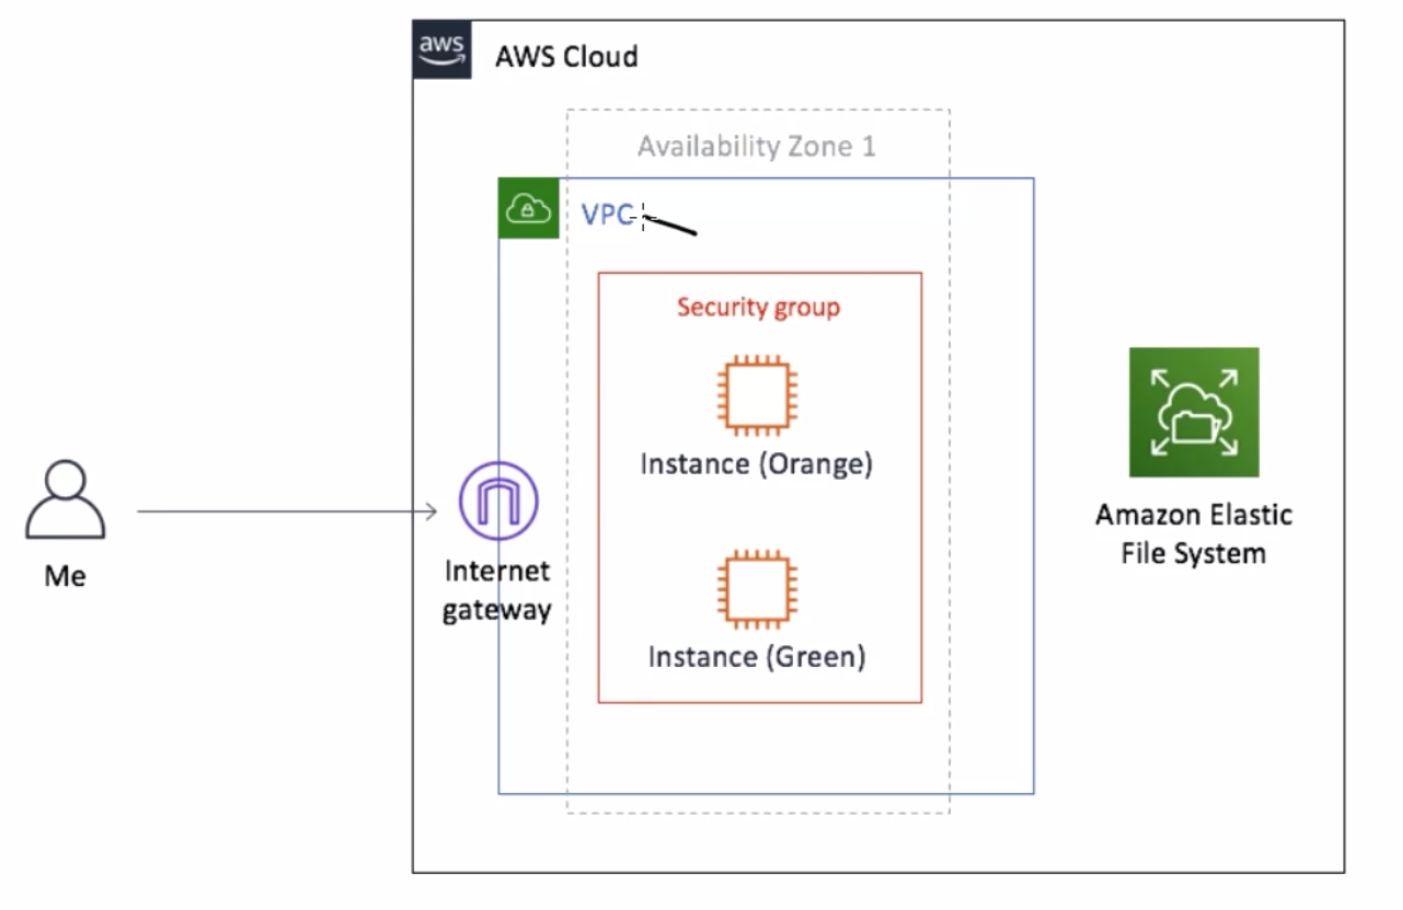 aws
AWS Cloud
Availability Zone 1
VPC
Security group
Instance (Orange)
Me
Internet
gateway
Instance (Green)
Amazon Elastic
File System